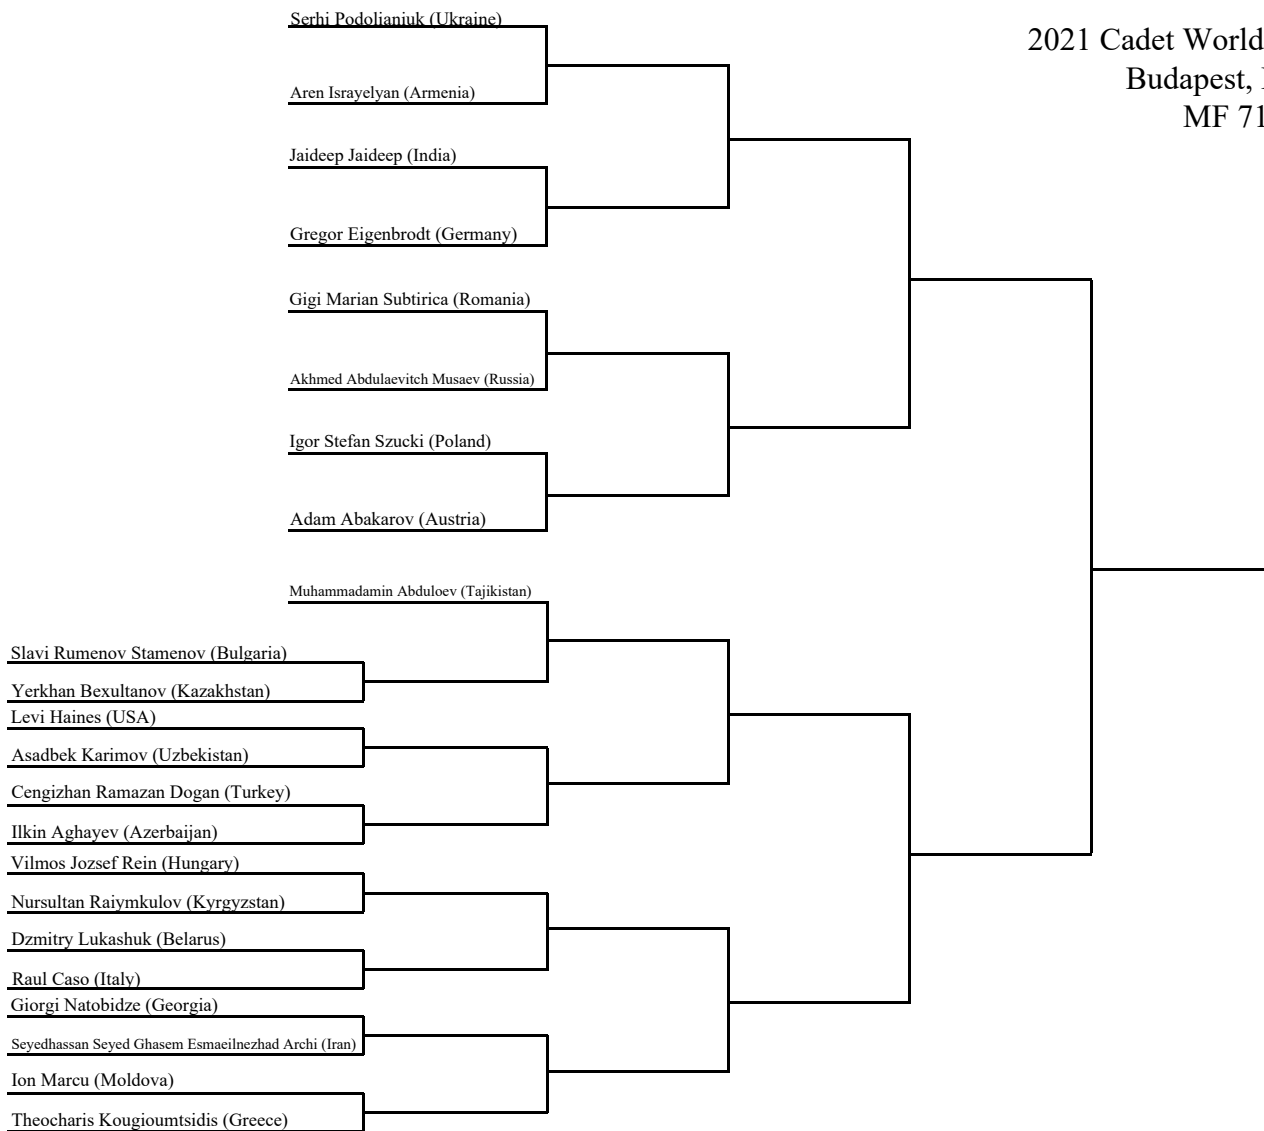 Serhi Podolianiuk (Ukraine)
2021 Cadet World
Aren Israyelyan (Armenia)
Budapest,
MF 71
Jaideep Jaideep (India)
Gregor Eigenbrodt (Germany)
Gigi Marian Subtirica (Romania)
Akhmed Abdulaevitch Musaev (Russia)
Igor Stefan Szucki (Poland)
Adam Abakarov (Austria)
Muhammadamin Abduloev (Tajikistan)
Slavi Rumenov Stamenov (Bulgaria)
Yerkhan Bexultanov (Kazakhstan)
Levi Haines (USA)
Asadbek Karimov (Uzbekistan)
Cengizhan Ramazan Dogan (Turkey)
Ilkin Aghayev (Azerbaijan)
Vilmos Jozsef Rein (Hungary)
Nursultan Raiymkulov (Kyrgyzstan)
Dzmitry Lukashuk (Belarus)
Raul Caso (Italy)
Giorgi Natobidze (Georgia)
Seyedhassan Seyed Ghasem Esmaeilnezhad Archi (Iran)
Ion Marcu (Moldova)
Theocharis Kougioumtsidis (Greece)